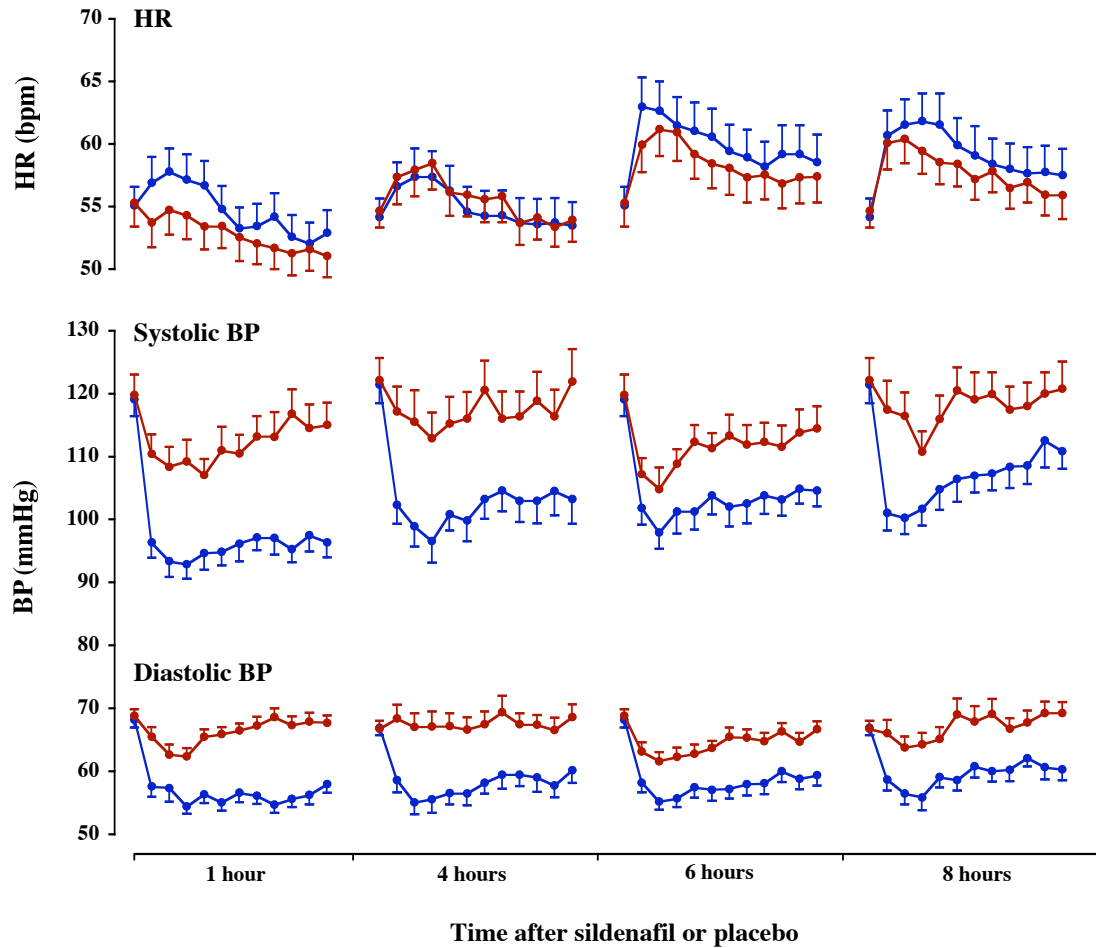 HR
70
65
60
55
50
HR (bpm)
Systolic BP
130
120
110
100
90
80
70
60
50
BP (mmHg)
Diastolic BP
1 hour
4 hours
6 hours
8 hours
Time after sildenafil or placebo